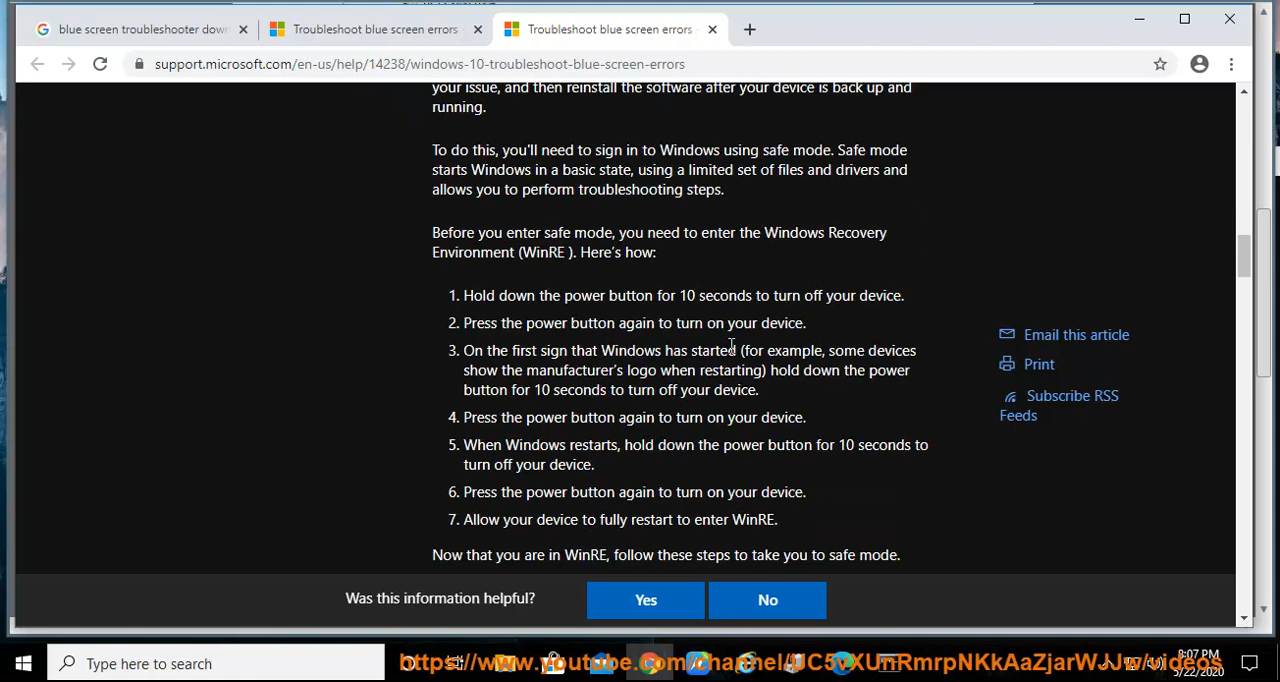 blue screen troubleshooter dow
Troubleshoot blue screen errors
Troubleshoot blue screen errors
support.microsoft.com/en-us/help/14238/windows-10-troubleshoot-blue-screen-errors
your issue, and then reinstall the software after your device is back up and
running.
To do this, you'll need to sign in to Windows using safe mode. Safe mode
starts Windows in a basic state, using a limited set of files and drivers and
allows you to perform troubleshooting steps.
Before you enter safe mode, you need to enter the Windows Recovery
Environment (WinRE ). Here's how:
1. Hold down the power button for 10 seconds to turn off your device.
2. Press the power button again to turn on your device.
3. On the first sign that Windows has started (for example, some devices
show the manufacturer's logo when restarting) hold down the power
button for 10 seconds to turn off your device.
4. Press the power button again to turn on your device.
5. When Windows restarts, hold down the power button for 10 seconds to
turn off your device.
6. Press the power button again to turn on your device.
7. Allow your device to fully restart to enter WinRE.
Now that you are in WinRE, follow these steps to take you to safe mode.
Email this article
Print
Subscribe RSS
Feeds
Was this information helpful?
Yes
No
Type here to search
https://www.youtube.com/channel/UC5vXUmRmrpNKkAaZjarWJJw/videos
8:07 PM
5/22/2020